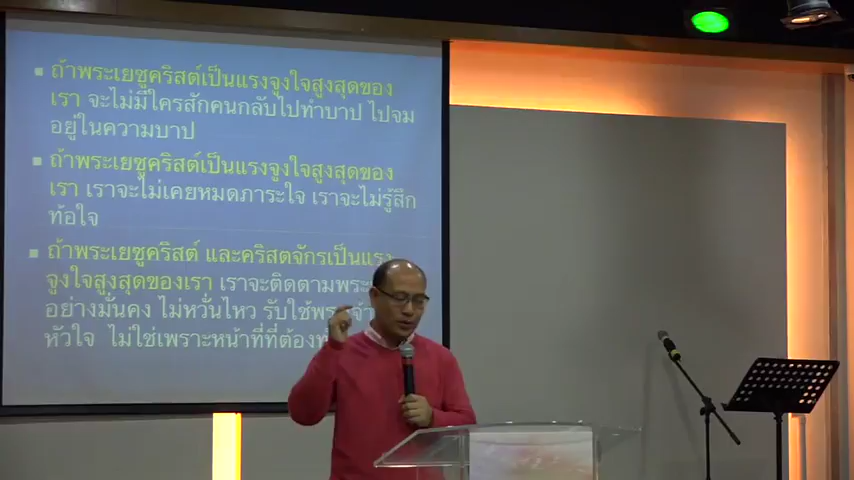 ถ้าพระเยซูคริสต์เป็นแรงจูงใจสูงสุดของ
เรา จะไม่มีใครสักคนกลับไปทำบาป ไปจม
อยู่ในความบาป
ถ้าพระเยซูคริสต์เป็นแรงจูงใจสูงสุดของ
เรา เราจะไม่เคยหมดภาระใจ เราจะไม่รู้สึก
ท้อใจ
ถ้าพระเยซูคริสต์ และคริสตจักรเป็นแรง
จูงใจสูงสุดของเรา เราจะติดตามพระ
อย่างมั่นคง ไม่หวั่นไหว รับใช้
หัวใจ ไม่ใช่เพราะหน้าที่ที่ต้อง